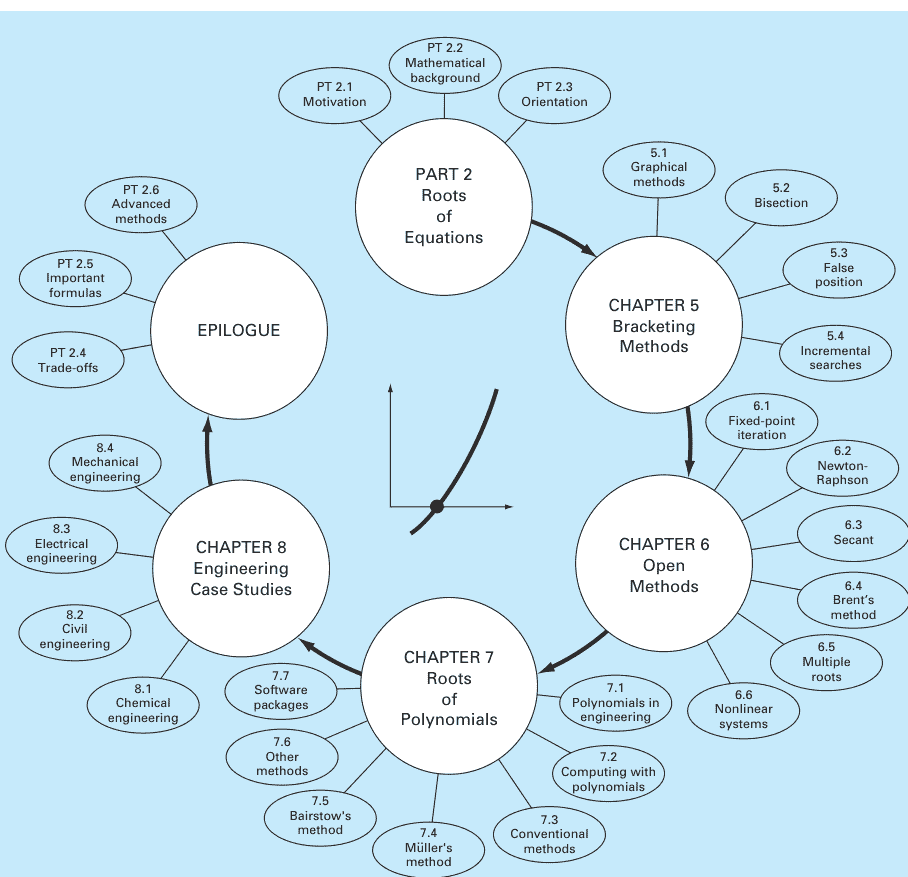 PT 2.1
Motivation
PT 2.2
Mathematical
background
PT 2.3
Orientation
PART 2
Roots
of
Equations
5.1
Graphical
methods
5.2
Bisection
5.3
False
position
5.4
Incremental
searches
CHAPTER 5
Bracketing
Methods
6.1
Fixed-point
iteration
6.2
Newton-
Raphson
6.3
Secant
6.4
Brent's
method
6.5
Multiple
roots
6.6
Nonlinear
systems
CHAPTER 6
Open
Methods
7.1
Polynomials in
engineering
7.2
Computing with
polynomials
7.3
Conventional
methods
7.4
Müller's
method
7.5
Bairstow's
method
7.6
Other
methods
7.7
Software
packages
CHAPTER 7
Roots
of
Polynomials
8.1
Chemical
engineering
8.2
Civil
engineering
8.3
Electrical
engineering
8.4
Mechanical
engineering
CHAPTER 8
Engineering
Case Studies
PT 2.4
Trade-offs
PT 2.5
Important
formulas
PT 2.6
Advanced
methods
EPILOGUE